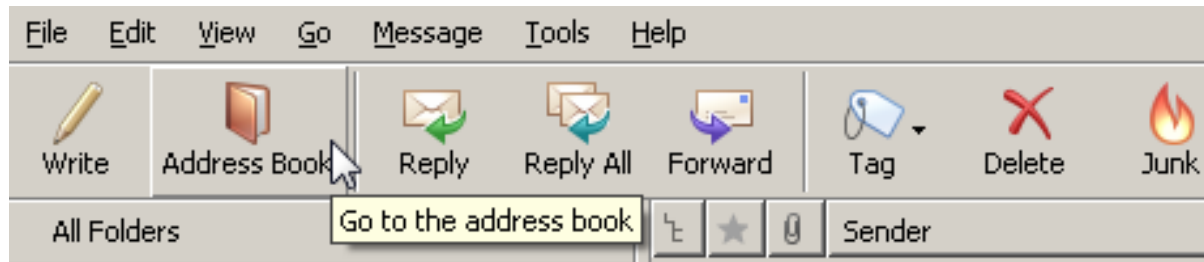 File Edit View Go Message Tools Help
Write Address Book Reply Reply All Forward Tag Delete Junk
Go to the address book
All Folders Sender